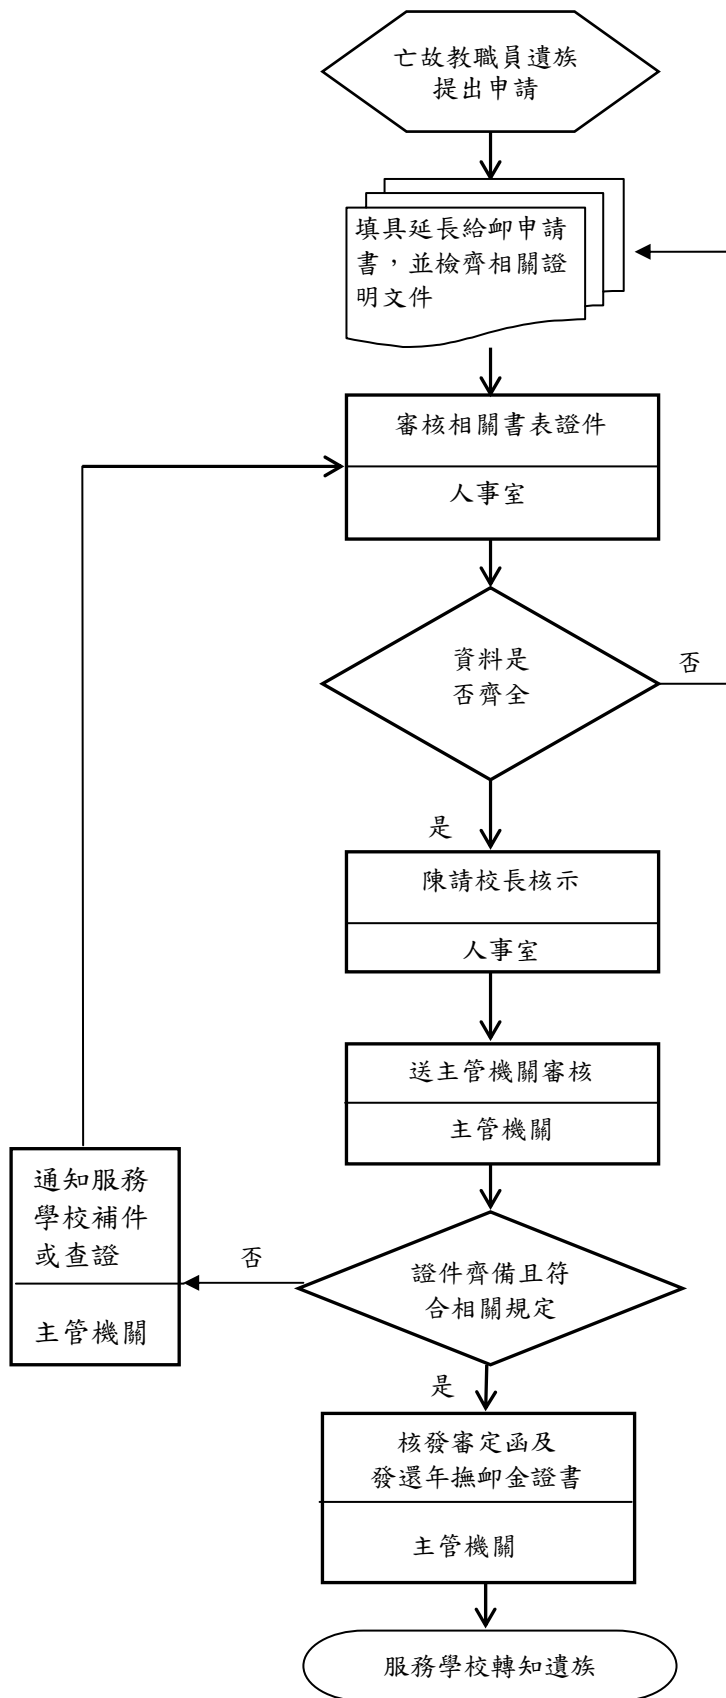 亡故教職員遺族
提出申請
填具延長給卹申請
書，並檢齊相關證
明文件
審核相關書表證件
人事室
資料是
否齊全
否
是
陳請校長核示
人事室
送主管機關審核
主管機關
通知服務
學校補件
或查證
主管機關
否
證件齊備且符
合相關規定
是
核發審定函及
發還年撫卹金證書
主管機關
服務學校轉知遺族